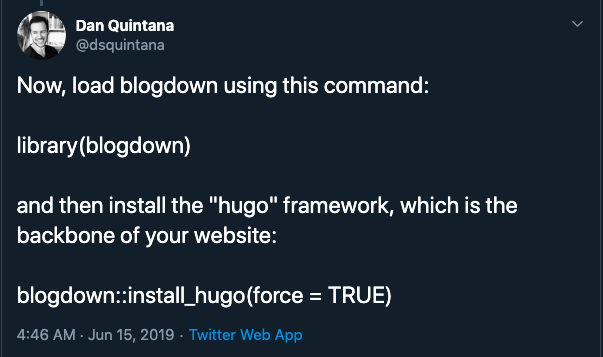 Dan Quintana
@dsquintana
Now, load blogdown using this command:
library(blogdown)
and then install the "hugo" framework, which is the
backbone of your website:
blogdown::install_hugo(force = TRUE)
4:46 AM · Jun 15, 2019 · Twitter Web App